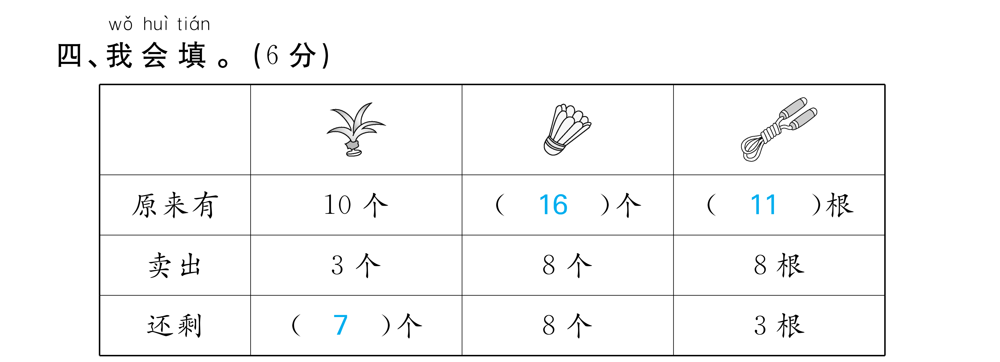 wǒ huì tián
四、我会填。(6分)
原来有 10个 ( 16 )个 ( 11 )根
卖出 3个 8个 8根
还剩 ( 7 )个 8个 3根